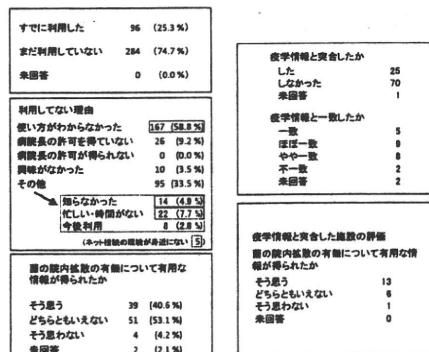 すでに利用した 96 (25.3 %)
まだ利用していない 284 (74.7 %)
未回答 0 (0.0 %)
利用してない理由
使い方がわからなかった 167 (58.8 %)
病院長の許可を得ていない 26 (9.2 %)
病院長の許可が得られない 0 (0.0 %)
興味がなかった 10 (3.5 %)
その他 95 (33.5 %)
知らなかった 14 (4.9 %)
忙しい・時間がない 22 (7.7 %)
今後利用 8 (2.8 %)
(ネット接続の環境が身近にない 5)
菌の院内拡散の有無について有用な
情報が得られたか
そう思う 39 (40.6 %)
どちらともいえない 51 (53.1 %)
そう思わない 4 (4.2 %)
未回答 2 (2.1 %)
疫学情報と突合したか
した 25
しなかった 70
未回答 1
疫学情報と一致したか
一致 5
ほぼ一致 9
やや一致 8
不一致 2
未回答 2
疫学情報と突合した施設の評価
菌の院内拡散の有無について有用な情
報が得られたか
そう思う 13
どちらともいえない 6
そう思わない 1
未回答 0